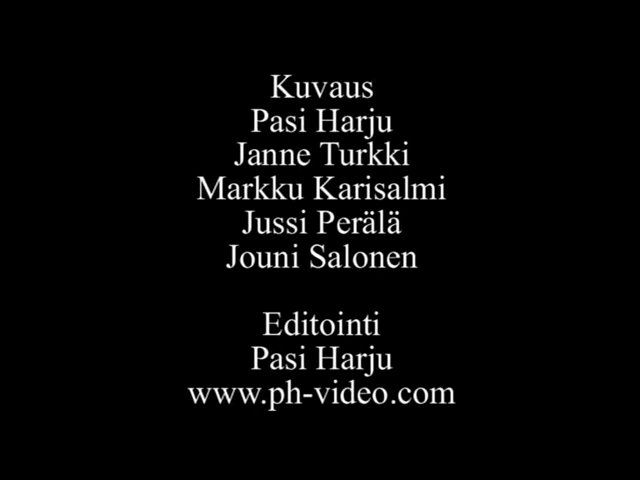 Kuvaus
Pasi Harju
Janne Turkki
Markku Karisalmi
Jussi Perälä
Jouni Salonen
Editointi
Pasi Harju
www.ph-video.com